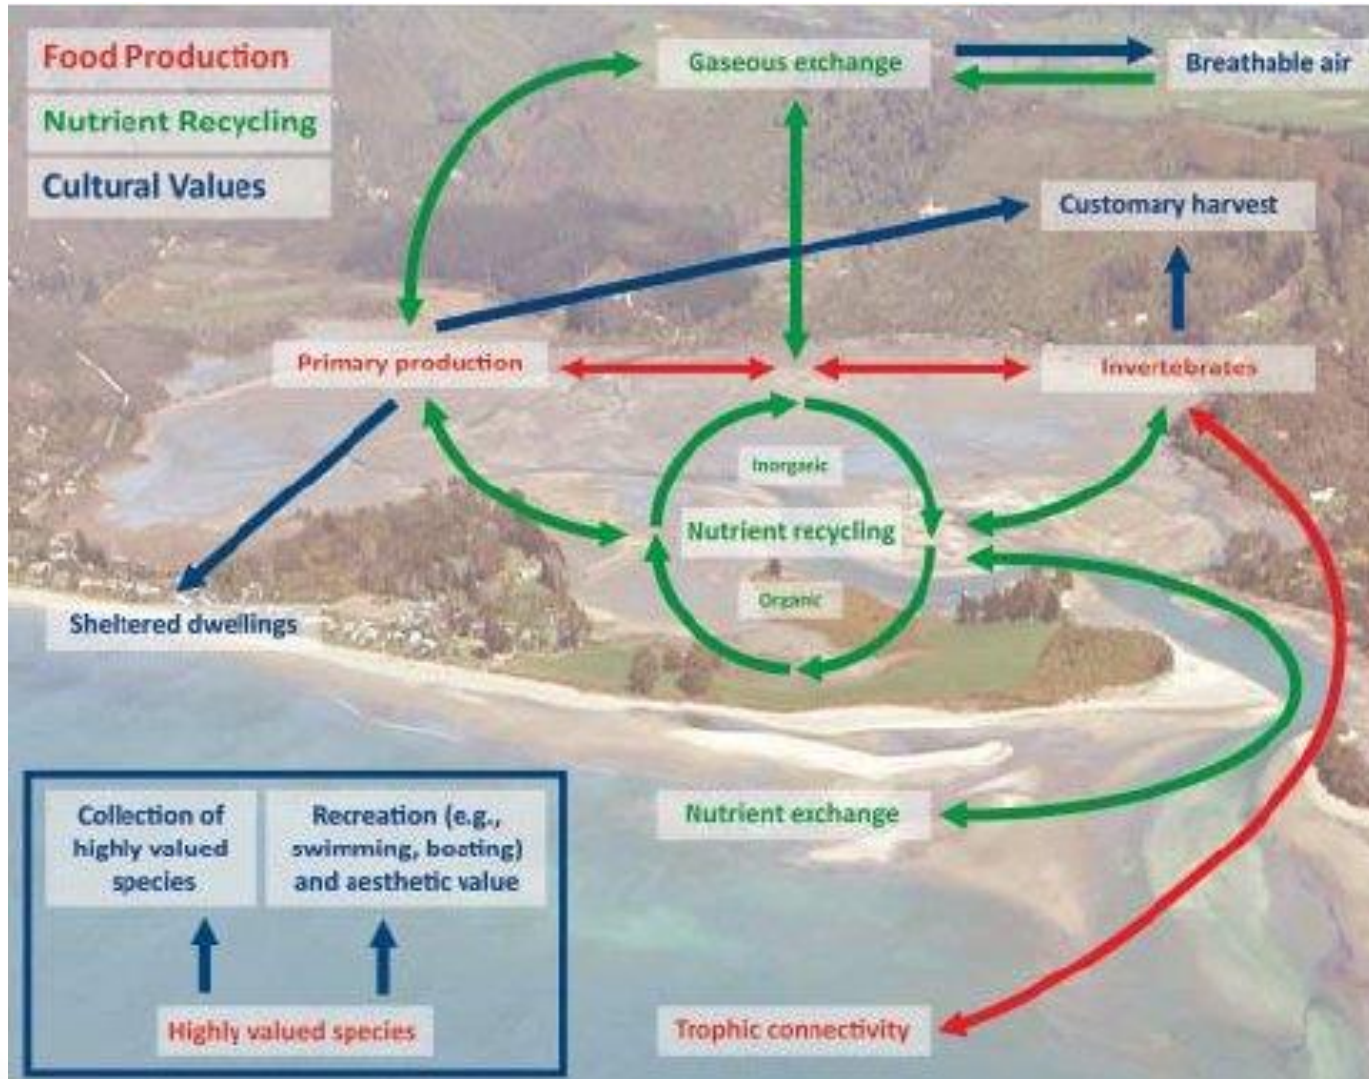 Food Production
Nutrient Recycling
Cultural Values
Gaseous exchange
Breathable air
Customary harvest
Primary production
Invertebrates
Inorganic
Nutrient recycling
Organic
Sheltered dwellings
Nutrient exchange
Collection of
highly valued
species
Recreation (e.g.,
swimming, boating)
and aesthetic value
Highly valued species
Trophic connectivity